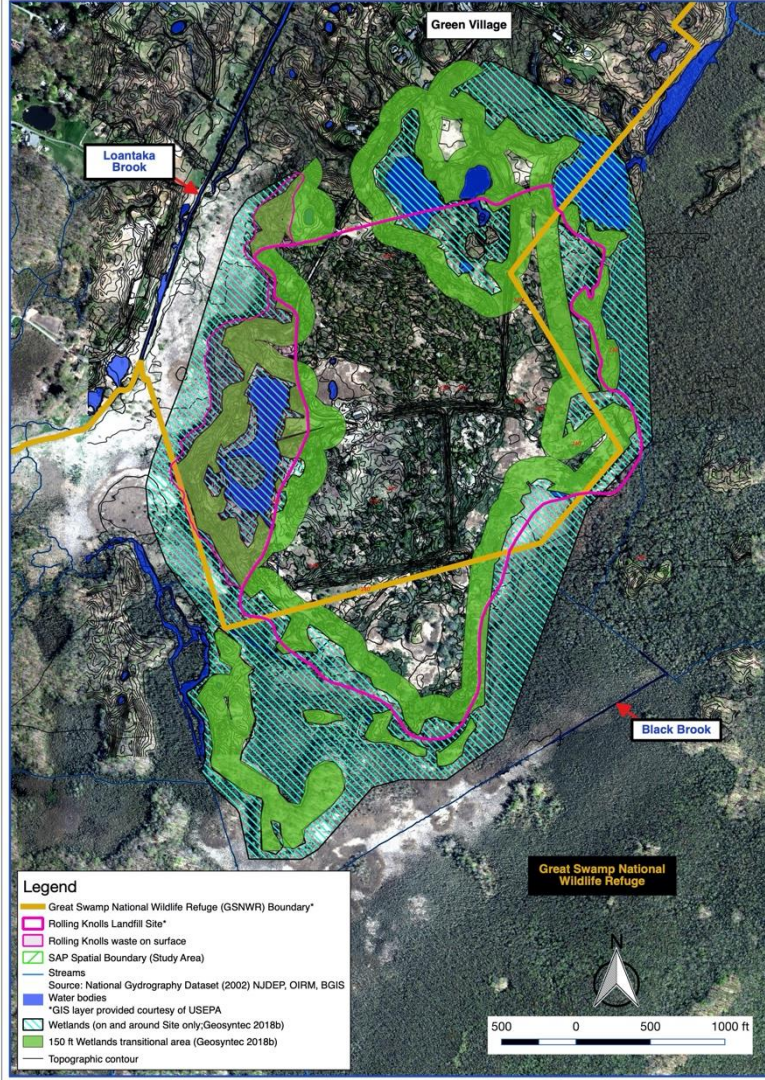 Green Village
Loantaka
Brook
Black Brook
Great Swamp National
Wildlife Refuge
Legend
Great Swamp National Wildlife Refuge (GSNWR) Boundary*
Rolling Knolls Landfill Site*
Rolling Knolls waste on surface
SAP Spatial Boundary (Study Area)
Streams
Source: National Gydrography Dataset (2002) NJDEP, OIRM, BGIS
Water bodies
*GIS layer provided courtesy of USEPA
Wetlands (on and around Site only;Geosyntec 2018b)
150 ft Wetlands transitional area (Geosyntec 2018b)
Topographic contour
N
500 0 500 1000 ft